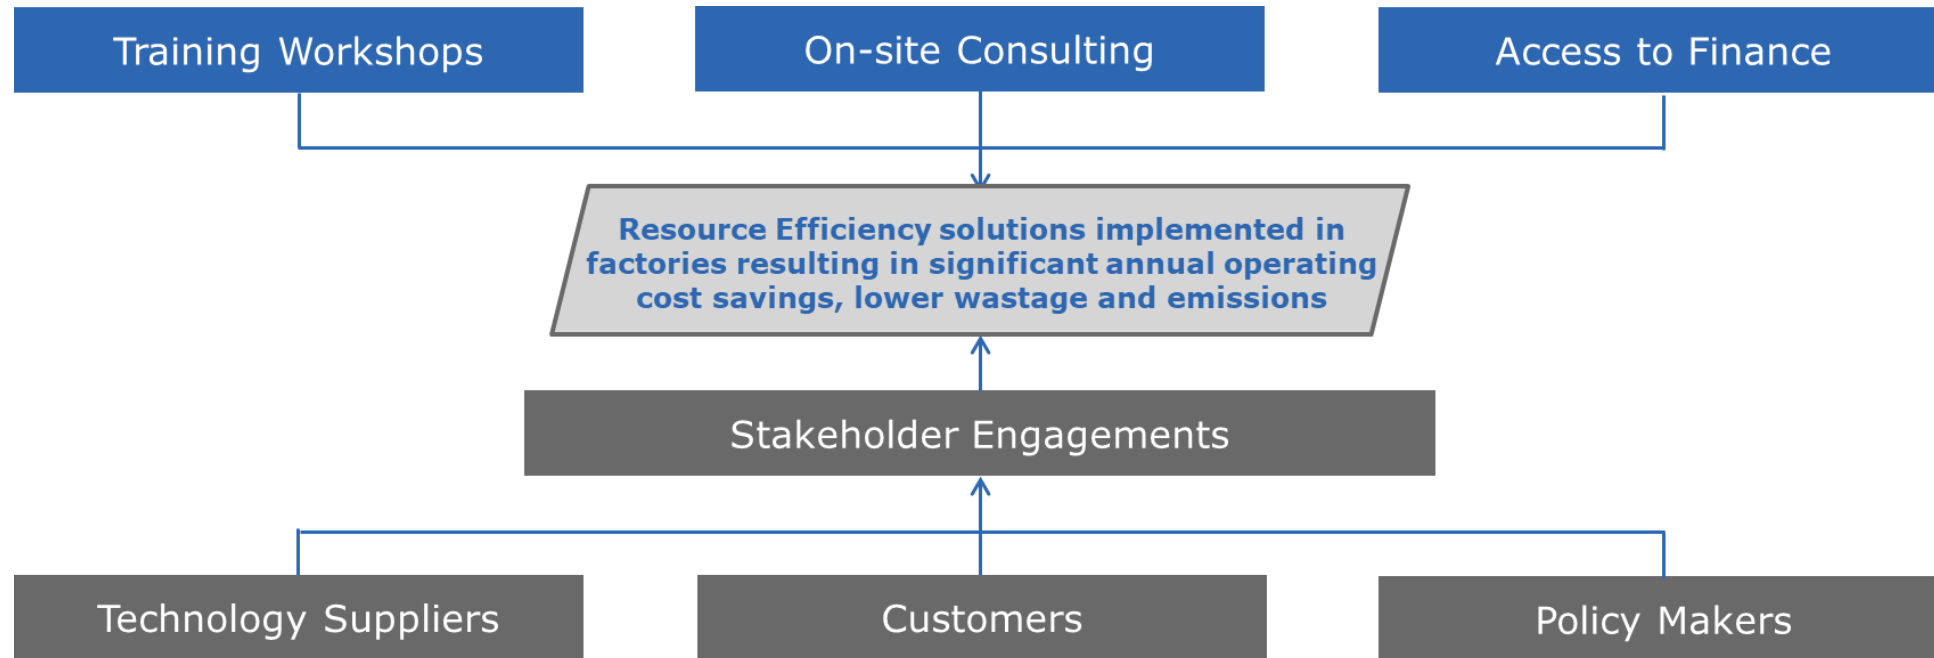 Training Workshops
On-site Consulting
Access to Finance
Resource Efficiency solutions implemented in
factories resulting in significant annual operating
cost savings, lower wastage and emissions
Stakeholder Engagements
Technology Suppliers
Customers
Policy Makers